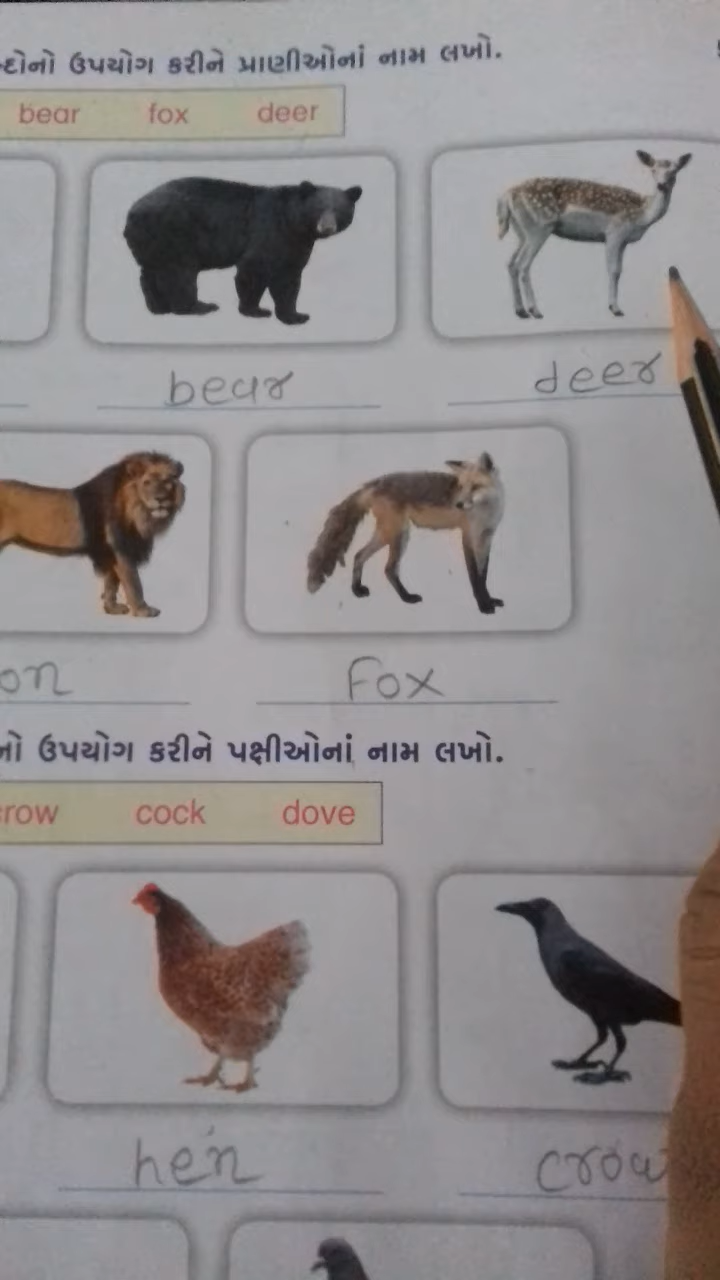 ઉપયોગ કરીને પ્રાણીઓનાં નામ લખો.
bear fox deer
bear deer
Fox
ઉપયોગ કરીને પક્ષીઓનાં નામ લખો.
cock dove
hen